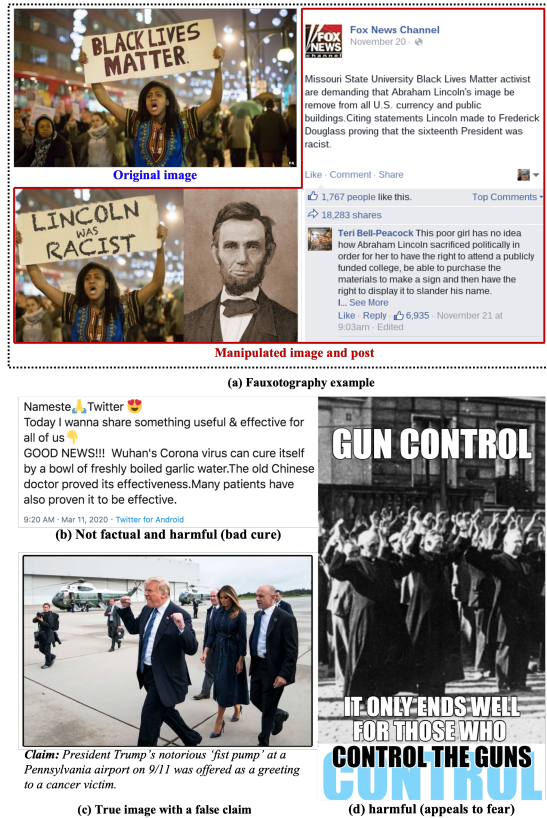 BLACK LIVES
MATTER
Original image
FOX
NEWS
channel
Fox News Channel
November 20 ·
Missouri State University Black Lives Matter activist
are demanding that Abraham Lincoln's image be
remove from all U.S. currency and public
buildings.Citing statements Lincoln made to Frederick
Douglass proving that the sixteenth President was
racist.
Like · Comment · Share
1,767 people like this.
Top Comments
18,283 shares
Teri Bell-Peacock This poor girl has no idea
how Abraham Lincoln sacrificed politically in
order for her to have the right to attend a publicly
funded college, be able to purchase the
materials to make a sign and then have the
right to display it to slander his name.
I... See More
Like · Reply · 6,935 · November 21 at
9:03am · Edited
LINCOLN
WAS
RACIST
Manipulated image and post
(a) Fauxotography example
Nameste🙏Twitter 😍
Today I wanna share something useful & effective for
all of us👇
GOOD NEWS!!! Wuhan's Corona virus can cure itself
by a bowl of freshly boiled garlic water.The old Chinese
doctor proved its effectiveness.Many patients have
also proven it to be effective.
9:20 AM · Mar 11, 2020 · Twitter for Android
(b) Not factual and harmful (bad cure)
Claim: President Trump's notorious 'fist pump' at a
Pennsylvania airport on 9/11 was offered as a greeting
to a cancer victim.
(c) True image with a false claim
GUN CONTROL
IT ONLY ENDS WELL
FOR THOSE WHO
CONTROL THE GUNS
CONTROL
(d) harmful (appeals to fear)